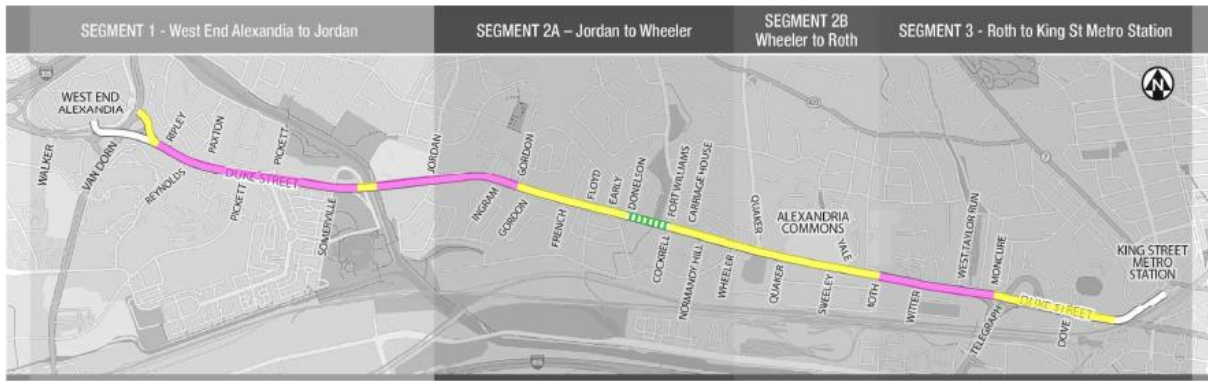 SEGMENT 1 - West End Alexandia to Jordan
SEGMENT 2A – Jordan to Wheeler
SEGMENT 2B
Wheeler to Roth
SEGMENT 3 - Roth to King St Metro Station
N
WEST END
ALEXANDIA
WALKER
VAN DORN
RIPLEY
REYNOLDS
PAXTON
DUKE STREET
PICKETT
PICKETT
SOMERVILLE
JORDAN
INGRAM
GORDON
GORDON
FRENCH
FLOYD
EARLY
DONELSON
COCKRELL
FORT WILLIAMS
CARRIAGE HOUSE
NORMANDY HILL
WHEELER
QUAKER
QUAKER
ALEXANDRIA
COMMONS
SWEELEY
YALE
ROTH
WITTER
WEST TAYLOR RUN
MONCURE
TELEGRAPH
DUKE STREET
DOVE
KING STREET
METRO
STATION